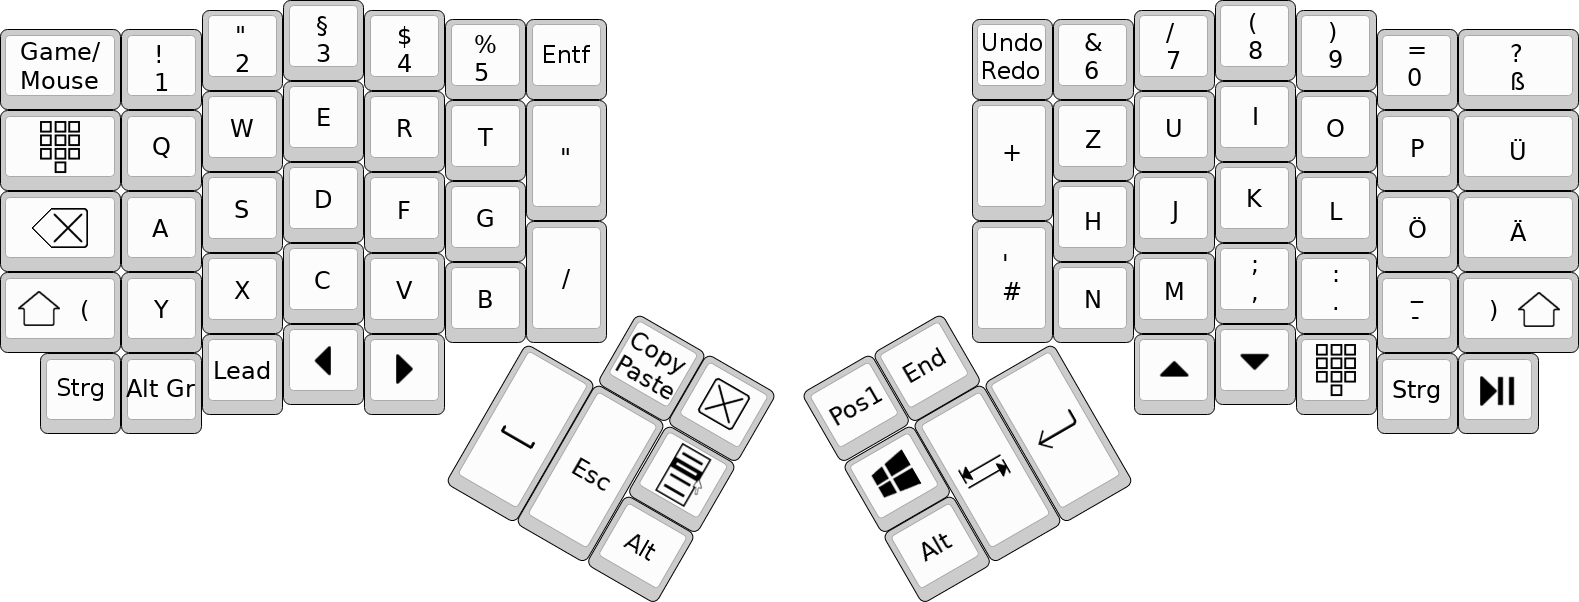 Game/
Mouse
!
1
"
2
§
3
$
4
%
5
Entf
Q
W
E
R
T
"
A
S
D
F
G
(
Y
X
C
V
B
/
Strg
Alt Gr
Lead
Copy
Paste
Esc
Alt
Undo
Redo
&
6
/
7
(
8
)
9
=
0
?
ß
+
Z
U
I
O
P
Ü
H
J
K
L
Ö
Ä
'
#
N
M
;
,
:
.
_
-
)
Strg
Pos1
End
Alt